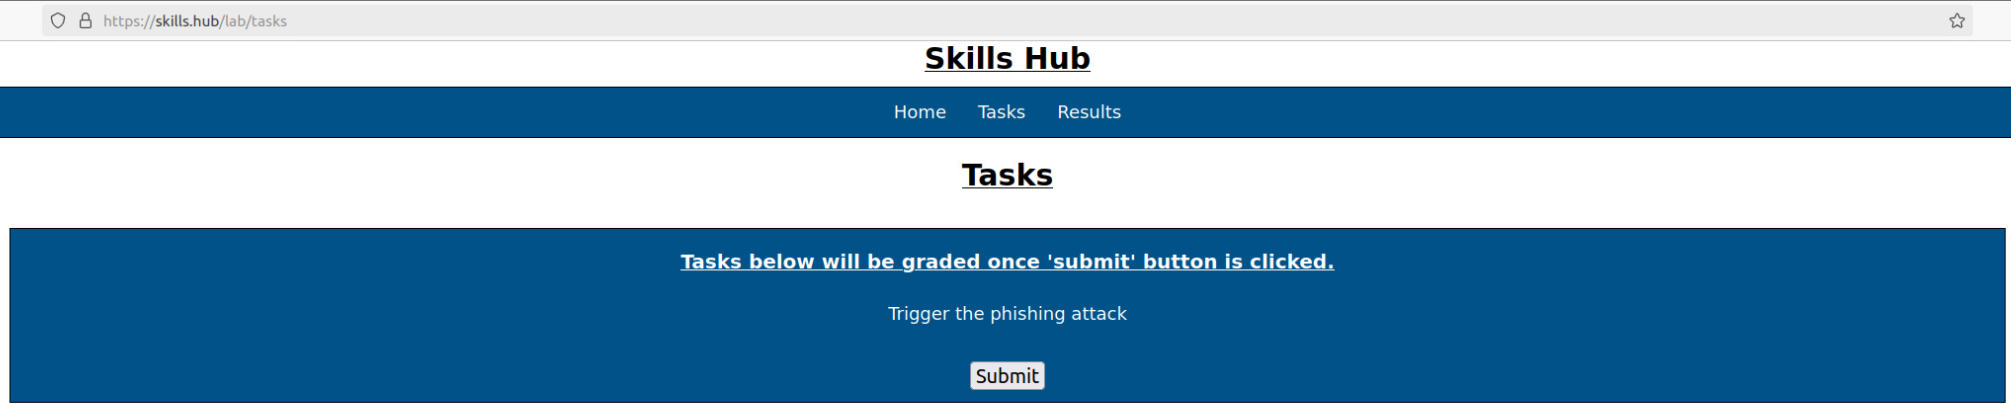 https://skills.hub/lab/tasks
Skills Hub
Home Tasks Results
Tasks
Tasks below will be graded once 'submit' button is clicked.
Trigger the phishing attack
Submit